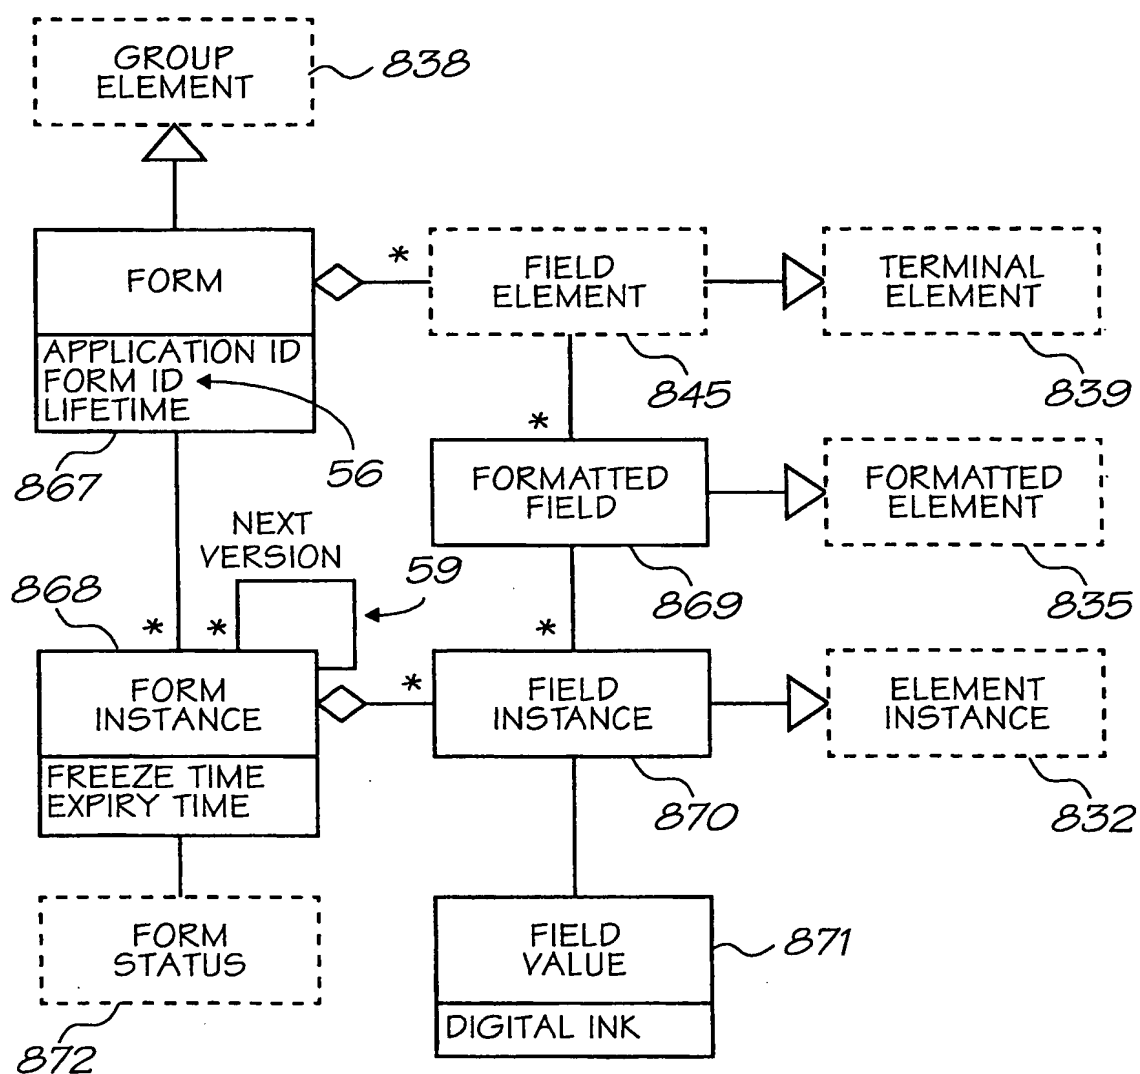 GROUP
ELEMENT
838
FORM
*
FIELD
ELEMENT
TERMINAL
ELEMENT
APPLICATION ID
FORM ID
LIFETIME
845
839
867
56
*
FORMATTED
FIELD
FORMATTED
ELEMENT
NEXT
VERSION
59
868
869
835
*
*
*
FORM
INSTANCE
*
FIELD
INSTANCE
ELEMENT
INSTANCE
FREEZE TIME
EXPIRY TIME
870
832
FORM
STATUS
FIELD
VALUE
871
DIGITAL INK
872